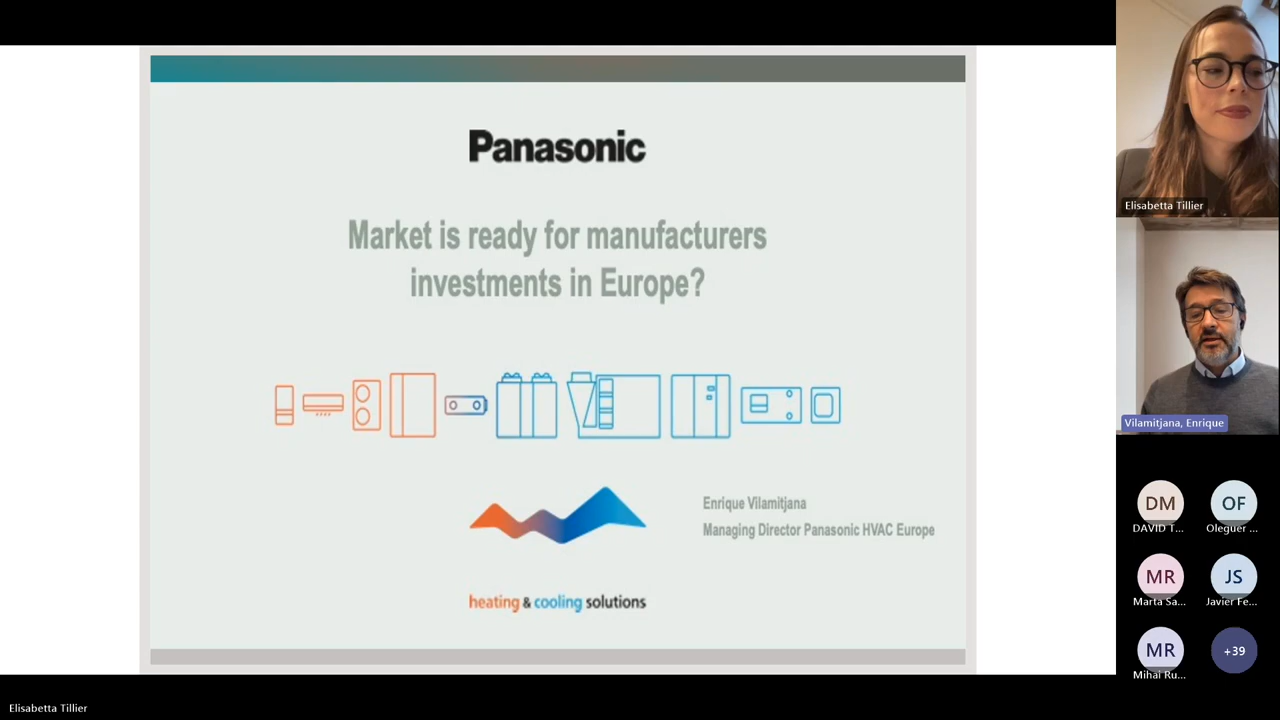 Panasonic
Market is ready for manufacturers
investments in Europe?
Enrique Vilamitjana
Managing Director Panasonic HVAC Europe
heating & cooling solutions
Elisabetta Tillier
Vilamitjana, Enrique
DM
OF
DAVID T...
Oleguer ...
MR
JS
Marta Sa...
Javier Fe...
MR
+39
Mihai Ru...
Elisabetta Tillier